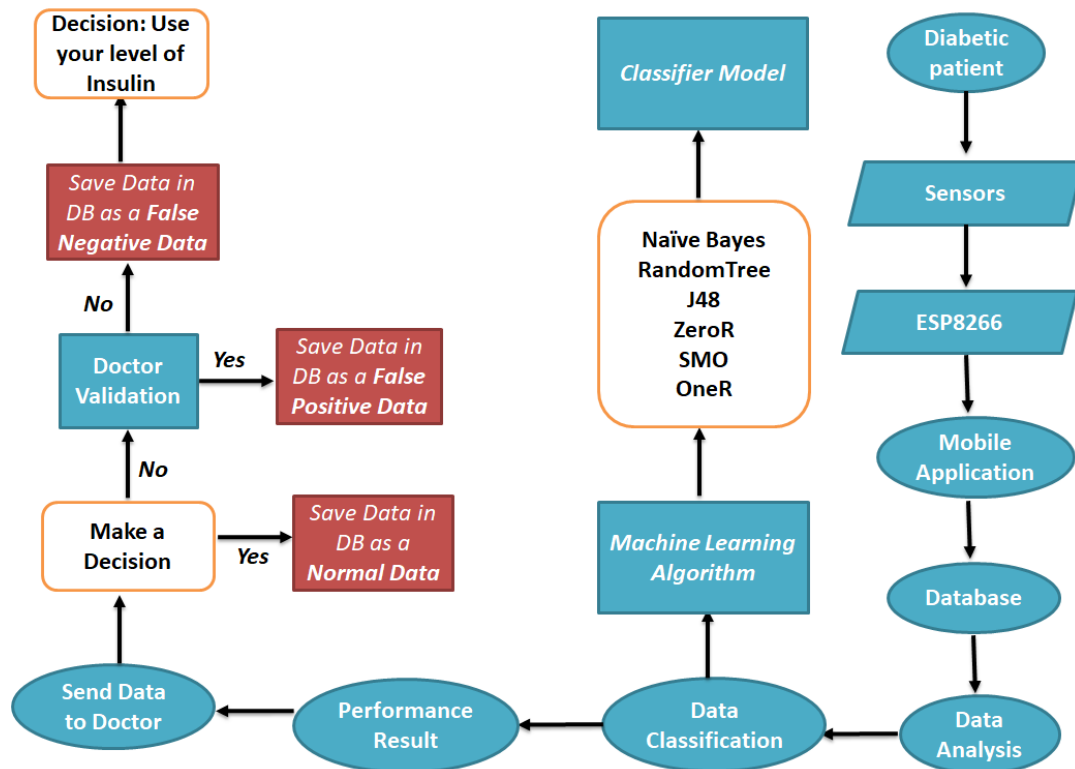 Decision: Use
your level of
Insulin
Save Data in
DB as a False
Negative Data
No
Doctor
Validation
Yes
Save Data in
DB as a False
Positive Data
No
Make a
Decision
Yes
Save Data in
DB as a
Normal Data
Send Data
to Doctor
Performance
Result
Classifier Model
Naïve Bayes
RandomTree
J48
ZeroR
SMO
OneR
Machine Learning
Algorithm
Data
Classification
Diabetic
patient
Sensors
ESP8266
Mobile
Application
Database
Data
Analysis